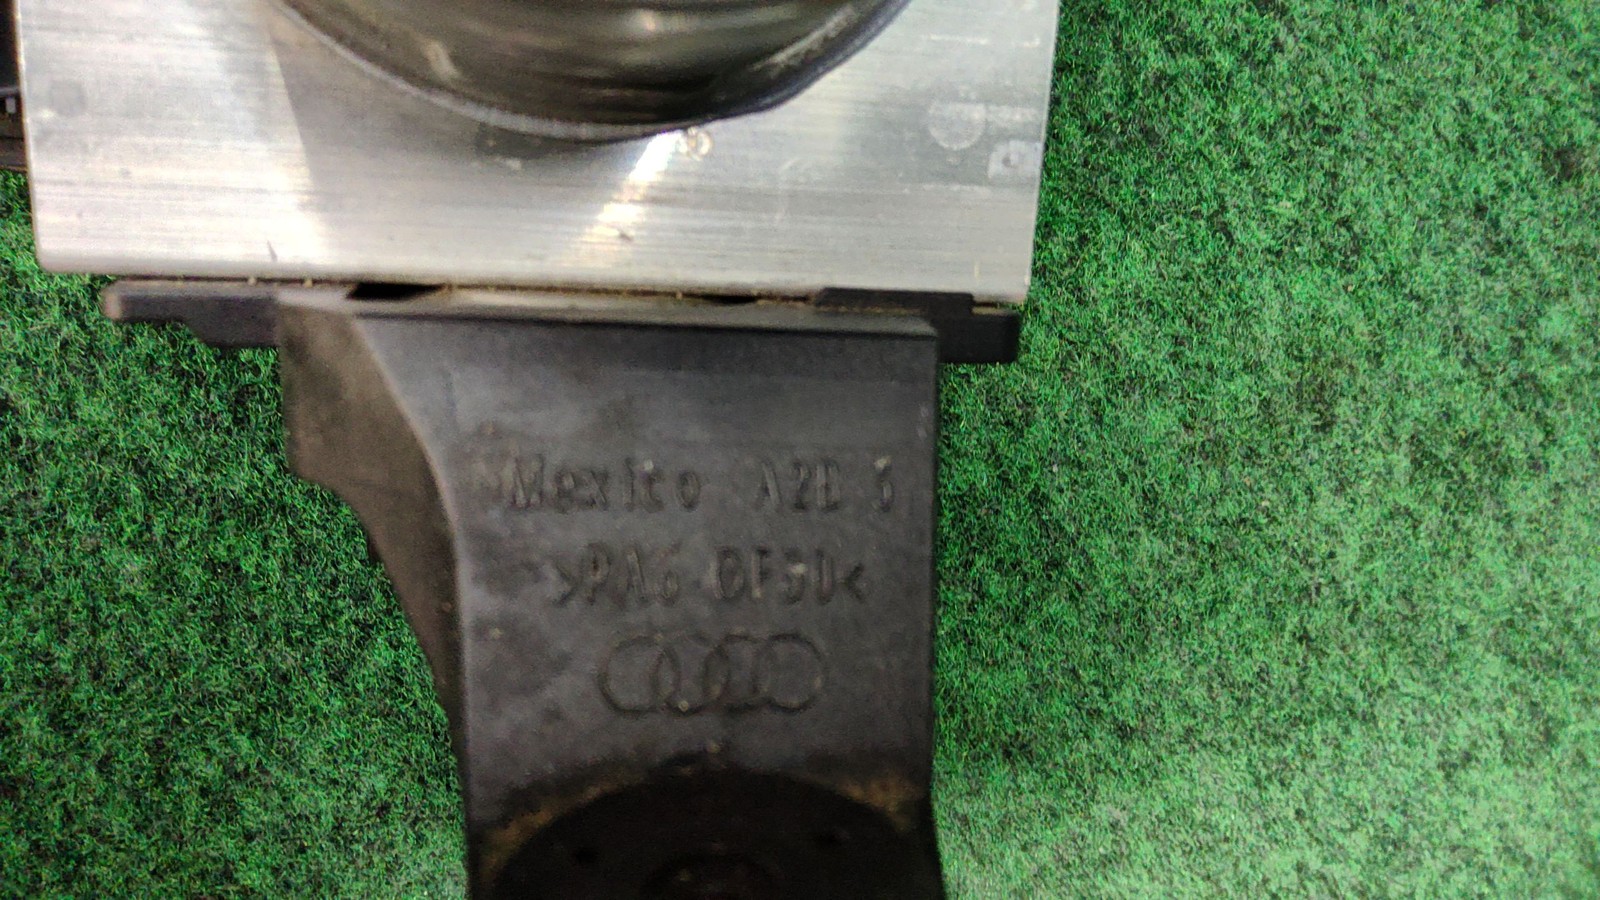 Mexico A2B 3
>PA6 GF30<